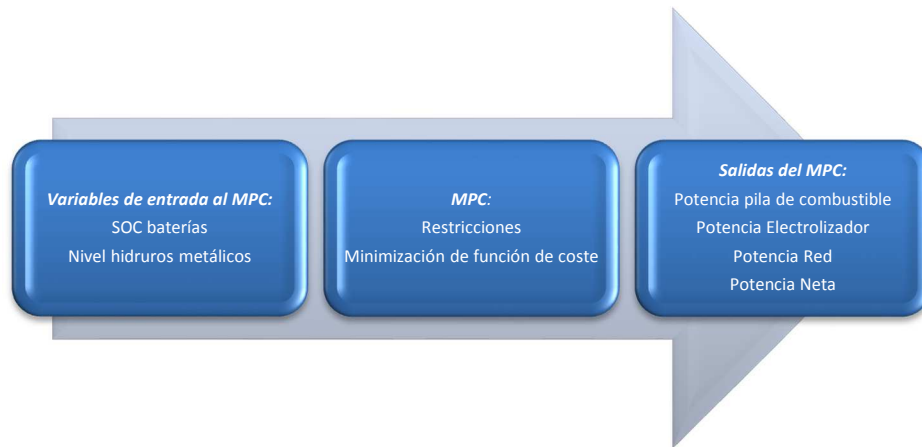 Variables de entrada al MPC:
SOC baterías
Nivel hidruros metálicos
MPC:
Restricciones
Minimización de función de coste
Salidas del MPC:
Potencia pila de combustible
Potencia Electrolizador
Potencia Red
Potencia Neta